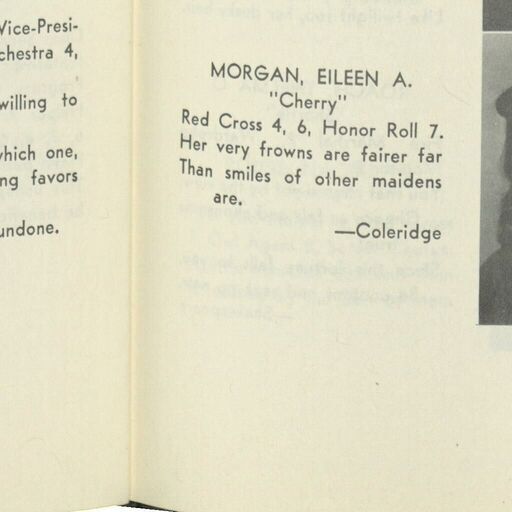 Vice-Presi-
chestra 4,
willing to
which one,
ng favors
undone.
MORGAN, EILEEN A.
"Cherry"
Red Cross 4, 6, Honor Roll 7.
Her very frowns are fairer far
Than smiles of other maidens
are.
—Coleridge